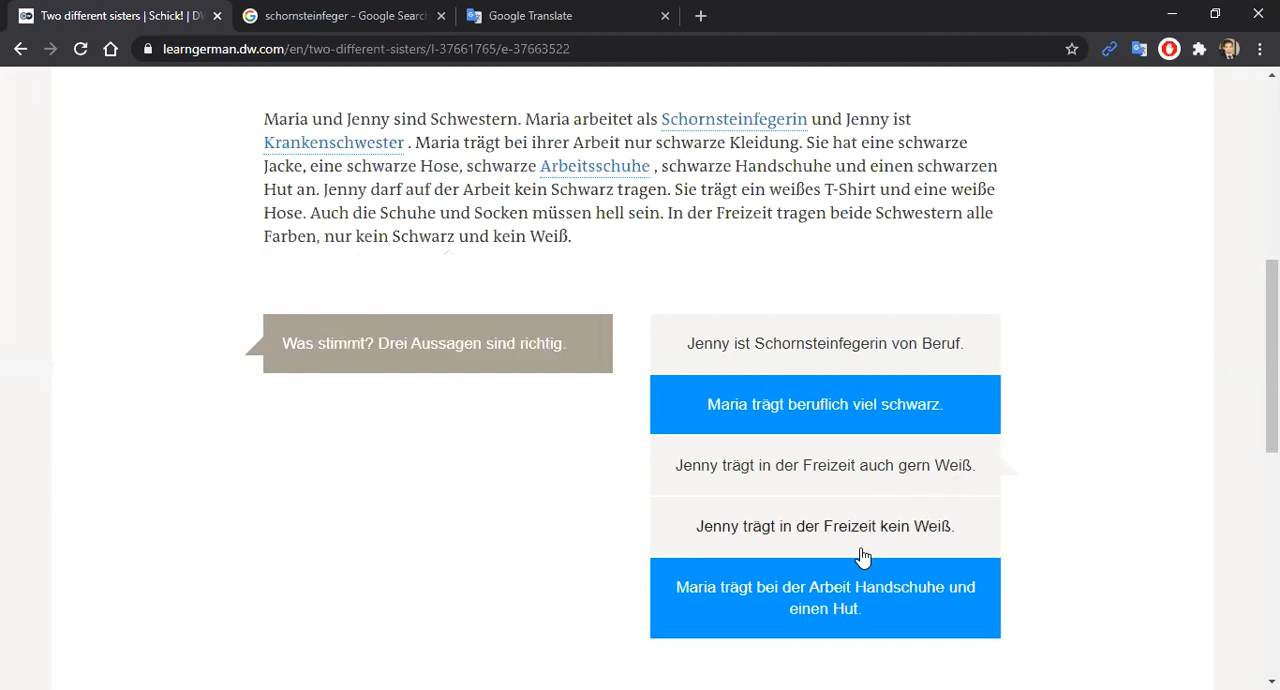 Two different sisters | Schick! | DW
schornsteinfeger - Google Search
Google Translate
learngerman.dw.com/en/two-different-sisters/l-37661765/e-37663522
Maria und Jenny sind Schwestern. Maria arbeitet als Schornsteinfegerin und Jenny ist
Krankenschwester . Maria trägt bei ihrer Arbeit nur schwarze Kleidung. Sie hat eine schwarze
Jacke, eine schwarze Hose, schwarze Arbeitsschuhe , schwarze Handschuhe und einen schwarzen
Hut an. Jenny darf auf der Arbeit kein Schwarz tragen. Sie trägt ein weißes T-Shirt und eine weiße
Hose. Auch die Schuhe und Socken müssen hell sein. In der Freizeit tragen beide Schwestern alle
Farben, nur kein Schwarz und kein Weiß.
Was stimmt? Drei Aussagen sind richtig.
Jenny ist Schornsteinfegerin von Beruf.
Maria trägt beruflich viel schwarz.
Jenny trägt in der Freizeit auch gern Weiß.
Jenny trägt in der Freizeit kein Weiß.
Maria trägt bei der Arbeit Handschuhe und
einen Hut.